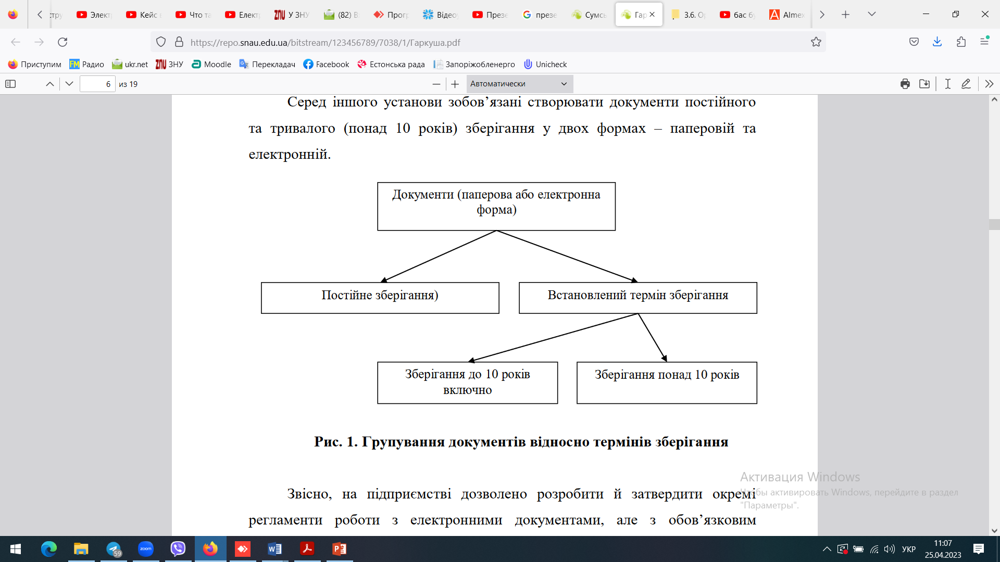 Элект
Кейс
Что та
Елект
У ЗНУ
(82) В
Прог
Відео
Презе
презе
Сумсь
Гар
3.6. О
бас б
Almex
https://repo.snau.edu.ua/bitstream/123456789/7038/1/Гаркуша.pdf
Приступим Радио ukr.net ЗНУ Moodle Перекладач Facebook Естонська рада Запоріжобленерго Unicheck
6 из 19 Автоматически
Серед іншого установи зобов’язані створювати документи постійного
та тривалого (понад 10 років) зберігання у двох формах – паперовій та
електронній.
Документи (паперова або електронна
форма)
Постійне зберігання)
Встановлений термін зберігання
Зберігання до 10 років
включно
Зберігання понад 10 років
Рис. 1. Групування документів відносно термінів зберігання
Звісно, на підприємстві дозволено розробити й затвердити окремі
регламенти роботи з електронними документами, але з обов’язковим
Активация Windows
Чтобы активировать Windows, перейдите в раздел
"Параметры".
59
zoom
УКР
11:07
25.04.2023